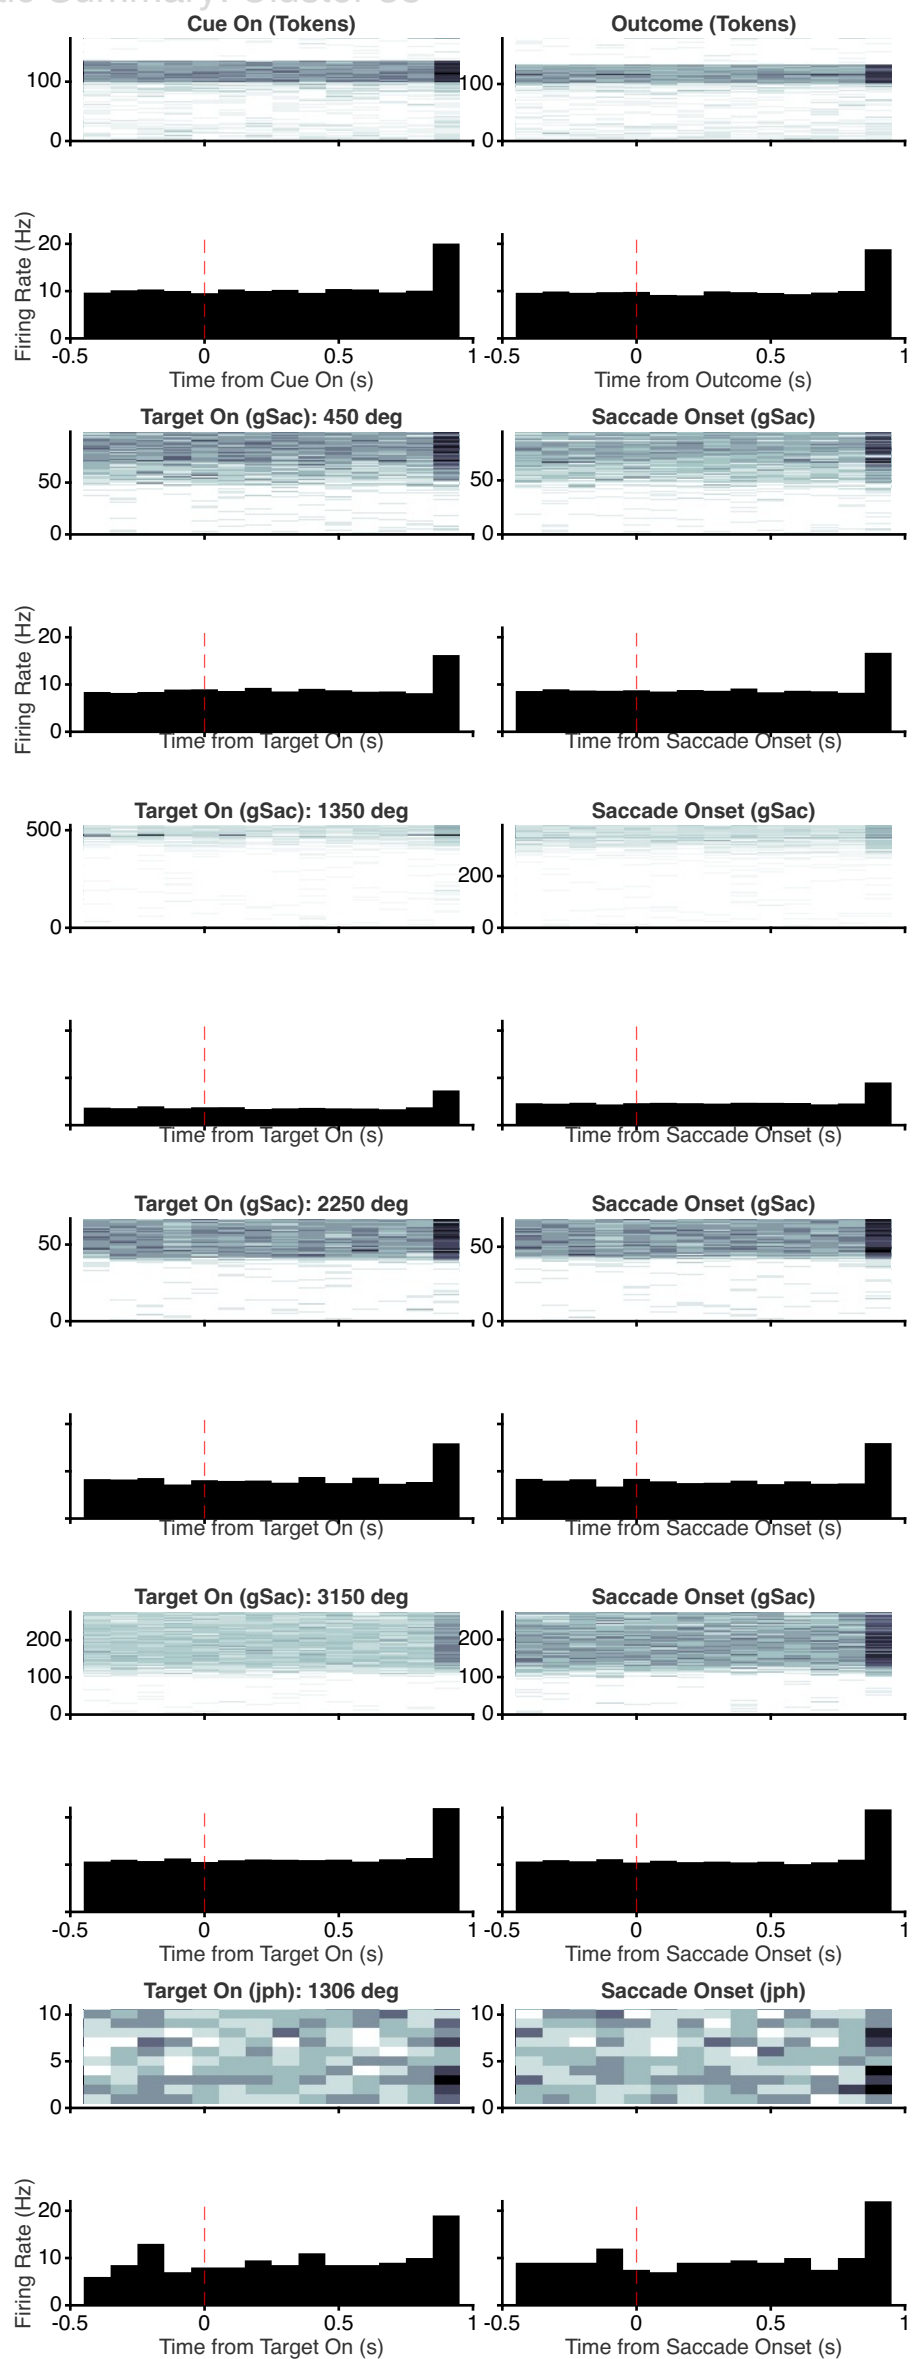 Summary: Cluster
Cue On (Tokens) Outcome (Tokens)
100 100
0 0
Firing Rate (Hz)
20
10
0
-0.5 0 0.5 1 -0.5 0 0.5 1
Time from Cue On (s) Time from Outcome (s)
Target On (gSac): 450 deg Saccade Onset (gSac)
50 50
0 0
Firing Rate (Hz)
20
10
0
Time from Target On (s) Time from Saccade Onset (s)
Target On (gSac): 1350 deg Saccade Onset (gSac)
500
200
0 0
Time from Target On (s) Time from Saccade Onset (s)
Target On (gSac): 2250 deg Saccade Onset (gSac)
50 50
0 0
Time from Target On (s) Time from Saccade Onset (s)
Target On (gSac): 3150 deg Saccade Onset (gSac)
200 200
100 100
0 0
-0.5 0 0.5 1 -0.5 0 0.5 1
Time from Target On (s) Time from Saccade Onset (s)
Target On (jph): 1306 deg Saccade Onset (jph)
10 10
5 5
0 0
Firing Rate (Hz)
20
10
0
-0.5 0 0.5 1 -0.5 0 0.5 1
Time from Target On (s) Time from Saccade Onset (s)